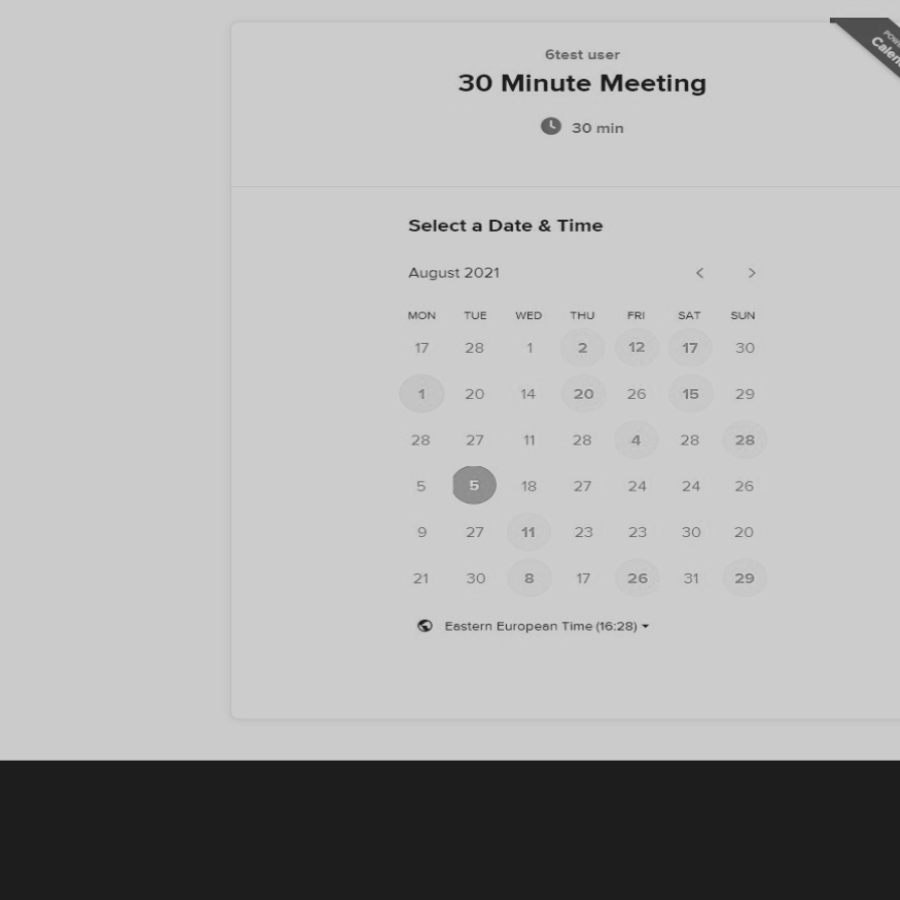 6test user
30 Minute Meeting
30 min
Select a Date & Time
August 2021
MON TUE WED THU FRI SAT SUN
17 28 1 2 12 17 30
1 20 14 20 26 15 29
28 27 11 28 4 28 28
5 5 18 27 24 24 26
9 27 11 23 23 30 20
21 30 8 17 26 31 29
Eastern European Time (16:28)